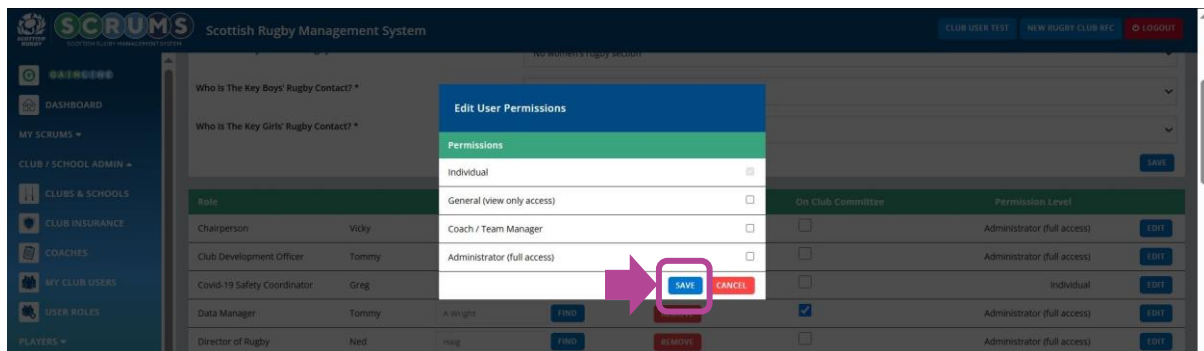 SCOTTISH RUGBY
SCRUMS
SCOTTISH RUGBY MANAGEMENT SYSTEM
Scottish Rugby Management System
CLUB USER TEST
NEW RUGBY CLUB RFC
LOGOUT
GAINLINE
DASHBOARD
MY SCRUMS
CLUB / SCHOOL ADMIN
CLUBS & SCHOOLS
CLUB INSURANCE
COACHES
MY CLUB USERS
USER ROLES
PLAYERS
No women's rugby section
Who Is The Key Boys' Rugby Contact? *
Who Is The Key Girls' Rugby Contact? *
SAVE
Edit User Permissions
Permissions
Individual
General (view only access)
Coach / Team Manager
Administrator (full access)
SAVE CANCEL
Role On Club Committee Permission Level
Chairperson Vicky Administrator (full access) EDIT
Club Development Officer Tommy Administrator (full access) EDIT
Covid-19 Safety Coordinator Greg Individual EDIT
Data Manager Tommy A Wright FIND REMOVE Administrator (full access) EDIT
Director of Rugby Ned Haig FIND REMOVE Administrator (full access) EDIT